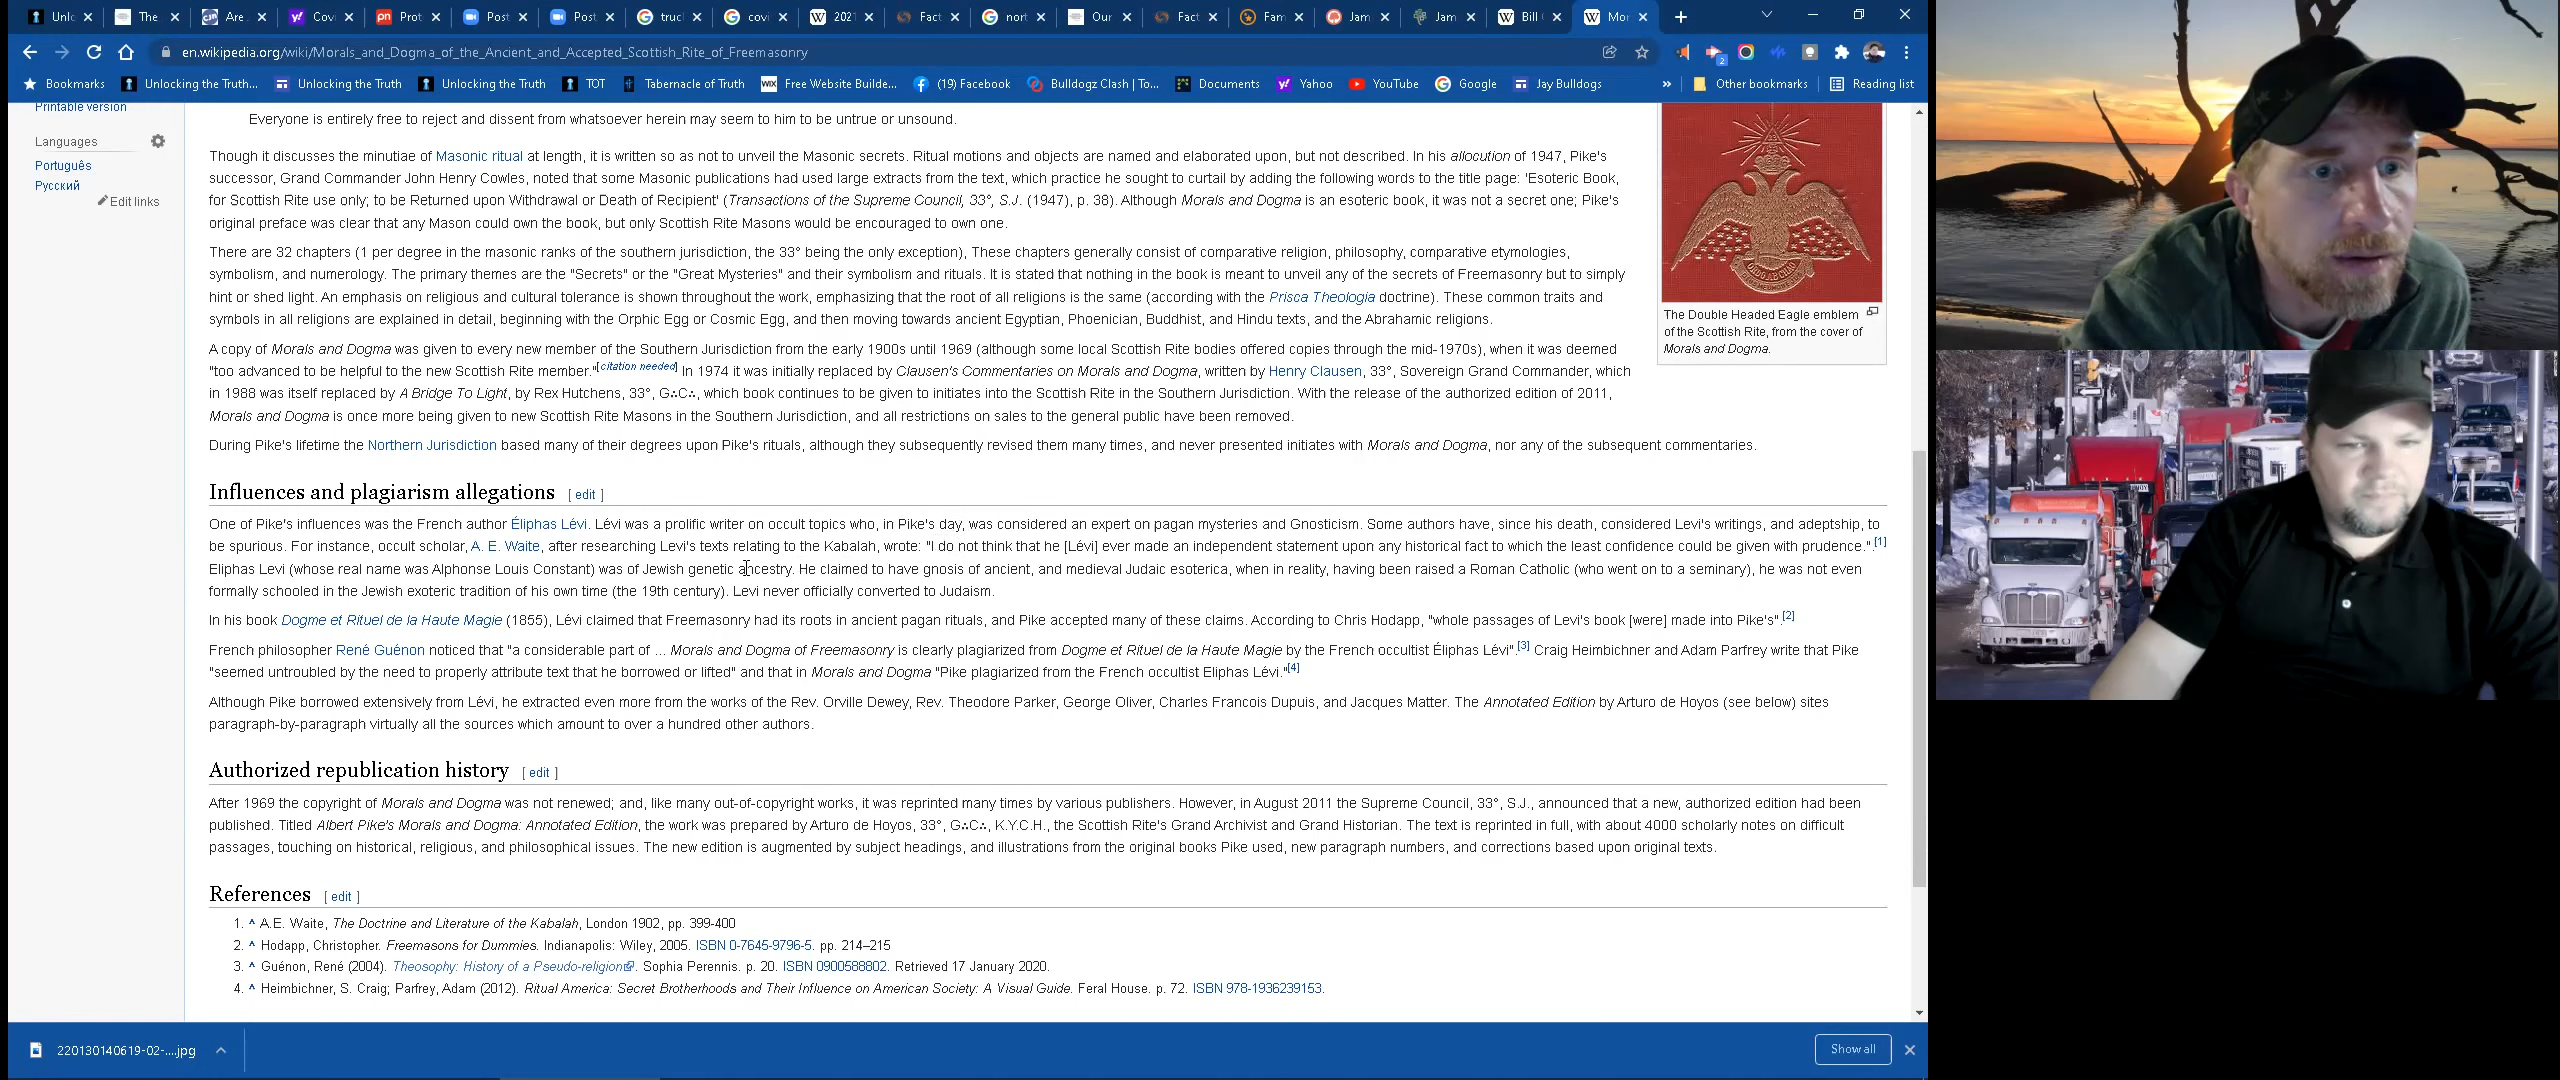 Unlc
The
Are
Cov
Prot
Post
Post
truc
covi
2021
Fact
nort
Our
Fact
Fam
Jam
Jam
Bill
Mor
en.wikipedia.org/wiki/Morals_and_Dogma_of_the_Ancient_and_Accepted_Scottish_Rite_of_Freemasonry
Bookmarks
Unlocking the Truth...
Unlocking the Truth
Unlocking the Truth
TOT
Tabernacle of Truth
WIX Free Website Builde...
(19) Facebook
Bulldogz Clash | To...
Documents
Yahoo
YouTube
Google
Jay Bulldogs
»
Other bookmarks
Reading list
Printable version
Languages
Português
Русский
Edit links
Everyone is entirely free to reject and dissent from whatsoever herein may seem to him to be untrue or unsound.
Though it discusses the minutiae of Masonic ritual at length, it is written so as not to unveil the Masonic secrets. Ritual motions and objects are named and elaborated upon, but not described. In his allocution of 1947, Pike's
successor, Grand Commander John Henry Cowles, noted that some Masonic publications had used large extracts from the text, which practice he sought to curtail by adding the following words to the title page: 'Esoteric Book,
for Scottish Rite use only; to be Returned upon Withdrawal or Death of Recipient' (Transactions of the Supreme Council, 33°, S.J. (1947), p. 38). Although Morals and Dogma is an esoteric book, it was not a secret one; Pike's
original preface was clear that any Mason could own the book, but only Scottish Rite Masons would be encouraged to own one.
There are 32 chapters (1 per degree in the masonic ranks of the southern jurisdiction, the 33° being the only exception), These chapters generally consist of comparative religion, philosophy, comparative etymologies,
symbolism, and numerology. The primary themes are the "Secrets" or the "Great Mysteries" and their symbolism and rituals. It is stated that nothing in the book is meant to unveil any of the secrets of Freemasonry but to simply
hint or shed light. An emphasis on religious and cultural tolerance is shown throughout the work, emphasizing that the root of all religions is the same (according with the Prisca Theologia doctrine). These common traits and
symbols in all religions are explained in detail, beginning with the Orphic Egg or Cosmic Egg, and then moving towards ancient Egyptian, Phoenician, Buddhist, and Hindu texts, and the Abrahamic religions.
The Double Headed Eagle emblem
of the Scottish Rite, from the cover of
Morals and Dogma.
A copy of Morals and Dogma was given to every new member of the Southern Jurisdiction from the early 1900s until 1969 (although some local Scottish Rite bodies offered copies through the mid-1970s), when it was deemed
"too advanced to be helpful to the new Scottish Rite member."[citation needed] In 1974 it was initially replaced by Clausen's Commentaries on Morals and Dogma, written by Henry Clausen, 33°, Sovereign Grand Commander, which
in 1988 was itself replaced by A Bridge To Light, by Rex Hutchens, 33°, G∴C∴, which book continues to be given to initiates into the Scottish Rite in the Southern Jurisdiction. With the release of the authorized edition of 2011,
Morals and Dogma is once more being given to new Scottish Rite Masons in the Southern Jurisdiction, and all restrictions on sales to the general public have been removed.
During Pike's lifetime the Northern Jurisdiction based many of their degrees upon Pike's rituals, although they subsequently revised them many times, and never presented initiates with Morals and Dogma, nor any of the subsequent commentaries.
Influences and plagiarism allegations [ edit ]
One of Pike's influences was the French author Éliphas Lévi. Lévi was a prolific writer on occult topics who, in Pike's day, was considered an expert on pagan mysteries and Gnosticism. Some authors have, since his death, considered Levi's writings, and adeptship, to
be spurious. For instance, occult scholar, A. E. Waite, after researching Levi's texts relating to the Kabalah, wrote: "I do not think that he [Lévi] ever made an independent statement upon any historical fact to which the least confidence could be given with prudence.".[1]
Eliphas Levi (whose real name was Alphonse Louis Constant) was of Jewish genetic ancestry. He claimed to have gnosis of ancient, and medieval Judaic esoterica, when in reality, having been raised a Roman Catholic (who went on to a seminary), he was not even
formally schooled in the Jewish exoteric tradition of his own time (the 19th century). Levi never officially converted to Judaism.
In his book Dogme et Rituel de la Haute Magie (1855), Lévi claimed that Freemasonry had its roots in ancient pagan rituals, and Pike accepted many of these claims. According to Chris Hodapp, "whole passages of Levi's book [were] made into Pike's".[2]
French philosopher René Guénon noticed that "a considerable part of ... Morals and Dogma of Freemasonry is clearly plagiarized from Dogme et Rituel de la Haute Magie by the French occultist Éliphas Lévi".[3] Craig Heimbichner and Adam Parfrey write that Pike
"seemed untroubled by the need to properly attribute text that he borrowed or lifted" and that in Morals and Dogma "Pike plagiarized from the French occultist Eliphas Lévi."[4]
Although Pike borrowed extensively from Lévi, he extracted even more from the works of the Rev. Orville Dewey, Rev. Theodore Parker, George Oliver, Charles Francois Dupuis, and Jacques Matter. The Annotated Edition by Arturo de Hoyos (see below) sites
paragraph-by-paragraph virtually all the sources which amount to over a hundred other authors.
Authorized republication history [ edit ]
After 1969 the copyright of Morals and Dogma was not renewed; and, like many out-of-copyright works, it was reprinted many times by various publishers. However, in August 2011 the Supreme Council, 33°, S.J., announced that a new, authorized edition had been
published. Titled Albert Pike's Morals and Dogma: Annotated Edition, the work was prepared by Arturo de Hoyos, 33°, G∴C∴, K.Y.C.H., the Scottish Rite's Grand Archivist and Grand Historian. The text is reprinted in full, with about 4000 scholarly notes on difficult
passages, touching on historical, religious, and philosophical issues. The new edition is augmented by subject headings, and illustrations from the original books Pike used, new paragraph numbers, and corrections based upon original texts.
References [ edit ]
1. ^ A.E. Waite, The Doctrine and Literature of the Kabalah, London 1902, pp. 399-400
2. ^ Hodapp, Christopher. Freemasons for Dummies. Indianapolis: Wiley, 2005. ISBN 0-7645-9796-5. pp. 214–215
3. ^ Guénon, René (2004). Theosophy: History of a Pseudo-religion. Sophia Perennis. p. 20. ISBN 0900588802. Retrieved 17 January 2020.
4. ^ Heimbichner, S. Craig; Parfrey, Adam (2012). Ritual America: Secret Brotherhoods and Their Influence on American Society: A Visual Guide. Feral House. p. 72. ISBN 978-1936239153.
220130140619-02-....jpg
Show all